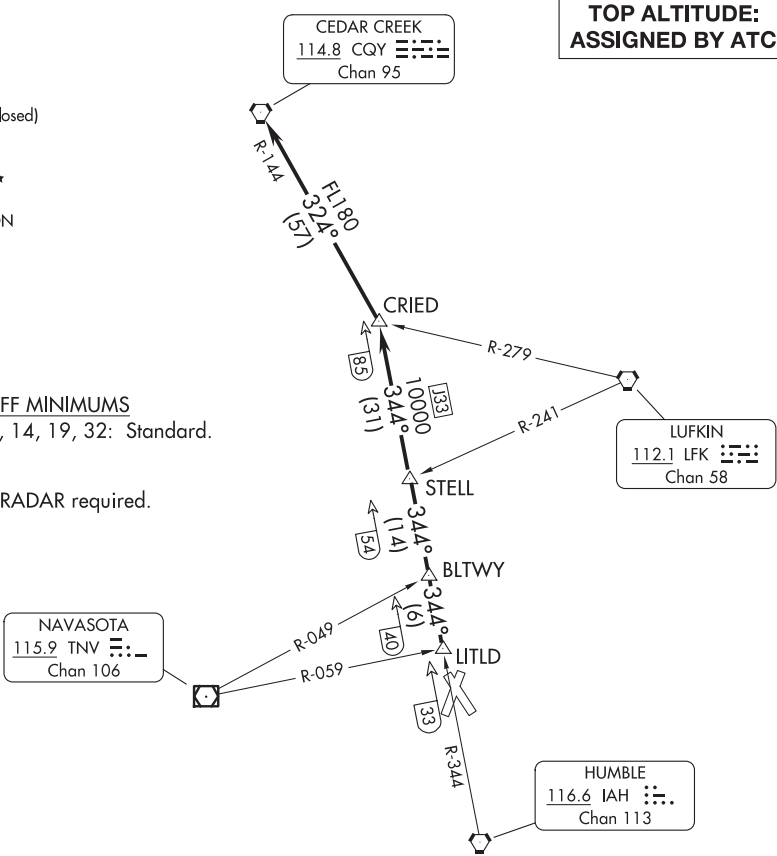 TOP ALTITUDE:
ASSIGNED BY ATC
CEDAR CREEK
114.8 CQY
Chan 95
losed)
N
R-144
FL180
324°
(57)
CRIED
85
R-279
J33
10000
344°
(31)
R-241
FF MINIMUMS
, 14, 19, 32: Standard.
LUFKIN
112.1 LFK
Chan 58
STELL
RADAR required.
54
344°
(14)
BLTWY
NAVASOTA
115.9 TNV
Chan 106
R-049
40
344°
(6)
LITLD
R-059
33
R-344
HUMBLE
116.6 IAH
Chan 113